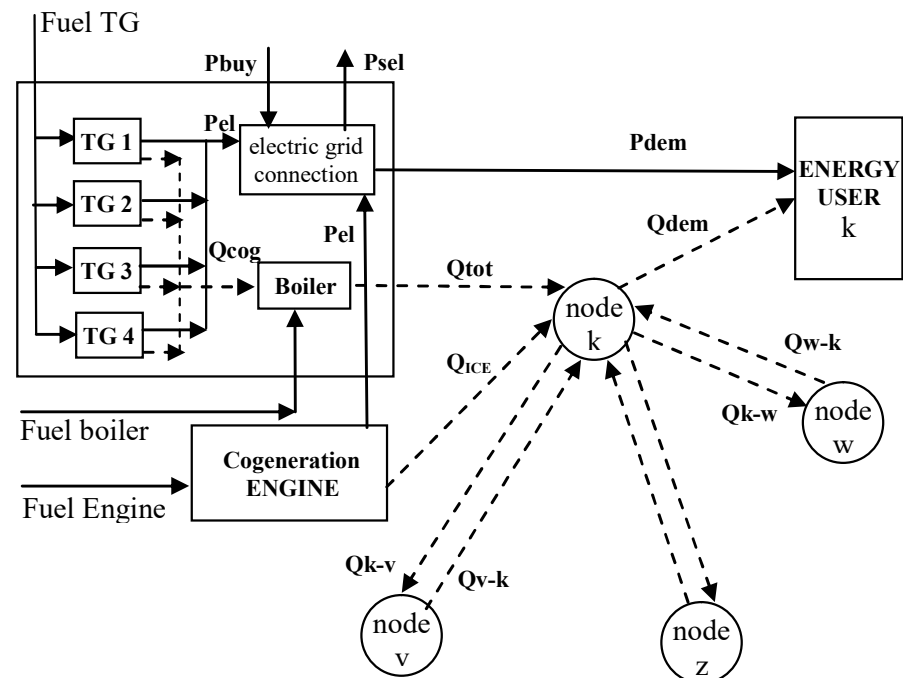 Fuel TG
Pbuy
Psel
TG 1
Pel
electric grid
connection
Pdem
ENERGY
USER
k
TG 2
Qdem
Pel
Qcog
TG 3
Boiler
Qtot
node
k
TG 4
Qw-k
QICE
Qk-w
node
w
Fuel boiler
Cogeneration
ENGINE
Fuel Engine
Qk-v
Qv-k
node
v
node
z